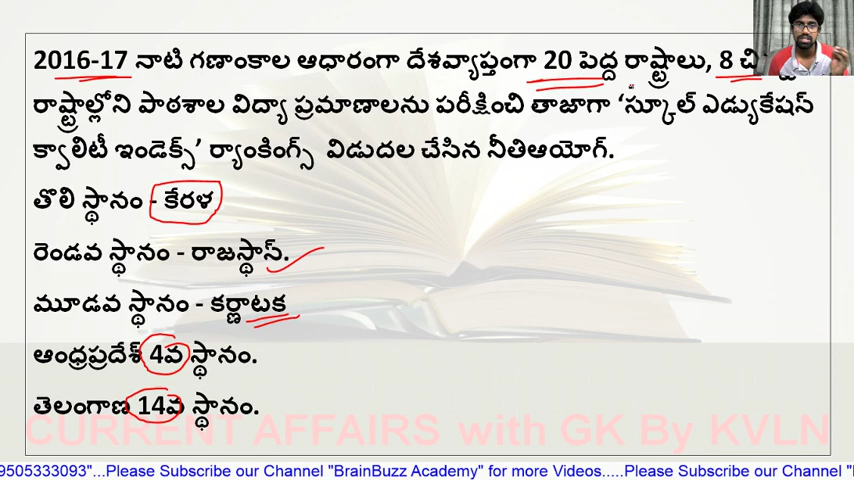 2016-17 నాటి గణాంకాల ఆధారంగా దేశవ్యాప్తంగా 20 పెద్ద రాష్ట్రాలు, 8
రాష్ట్రాల్లోని పాఠశాల విద్యా ప్రమాణాలను పరీక్షించి తాజాగా ‘స్కూల్ ఎడ్యుకేషన్
క్వాలిటీ ఇండెక్స్’ ర్యాంకింగ్స్ విడుదల చేసిన నీతిఆయోగ్.
తొలి స్థానం - కేరళ
రెండవ స్థానం - రాజస్థాన్.
మూడవ స్థానం - కర్ణాటక
ఆంధ్రప్రదేశ్ 4వ స్థానం.
తెలంగాణ 14వ స్థానం.
CURRENT AFFAIRS with GK By KVLN
9505333093"...Please Subscribe our Channel "BrainBuzz Academy" for more Videos.....Please Subscribe our Channel "